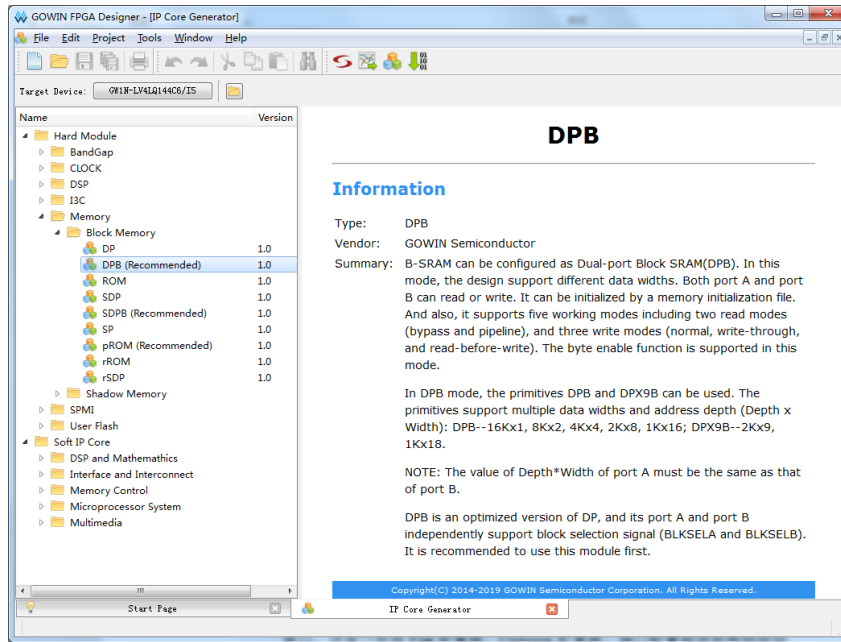 GOWIN FPGA Designer - [IP Core Generator]
File Edit Project Tools Window Help
Target Device: GW1N-LV4LQ144C6/I5
Name Version
Hard Module
BandGap
CLOCK
DSP
I3C
Memory
Block Memory
DP 1.0
DPB (Recommended) 1.0
ROM 1.0
SDP 1.0
SDPB (Recommended) 1.0
SP 1.0
pROM (Recommended) 1.0
rROM 1.0
rSDP 1.0
Shadow Memory
SPMI
User Flash
Soft IP Core
DSP and Mathemathics
Interface and Interconnect
Memory Control
Microprocessor System
Multimedia
DPB
Information
Type: DPB
Vendor: GOWIN Semiconductor
Summary: B-SRAM can be configured as Dual-port Block SRAM(DPB). In this
mode, the design support different data widths. Both port A and port
B can read or write. It can be initialized by a memory initialization file.
And also, it supports five working modes including two read modes
(bypass and pipeline), and three write modes (normal, write-through,
and read-before-write). The byte enable function is supported in this
mode.
In DPB mode, the primitives DPB and DPX9B can be used. The
primitives support multiple data widths and address depth (Depth x
Width): DPB--16Kx1, 8Kx2, 4Kx4, 2Kx8, 1Kx16; DPX9B--2Kx9,
1Kx18.
NOTE: The value of Depth*Width of port A must be the same as that
of port B.
DPB is an optimized version of DP, and its port A and port B
independently support block selection signal (BLKSELA and BLKSELB).
It is recommended to use this module first.
Copyright(C) 2014-2019 GOWIN Semiconductor Corporation. All Rights Reserved.
Start Page
IP Core Generator